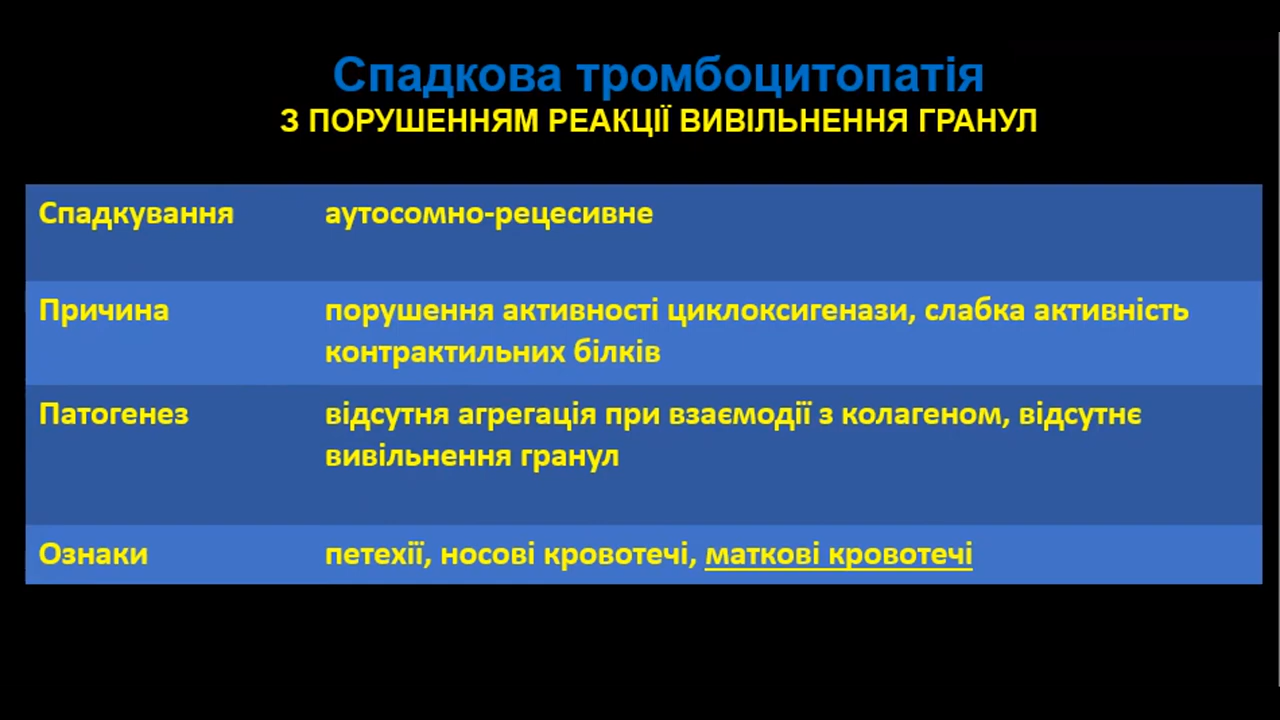 Спадкова тромбоцитопатія
З ПОРУШЕННЯМ РЕАКЦІЇ ВИВІЛЬНЕННЯ ГРАНУЛ
Спадкування аутосомно-рецесивне
Причина порушення активності циклоксигенази, слабка активність
контрактильних білків
Патогенез відсутня агрегація при взаємодії з колагеном, відсутнє
вивільнення гранул
Ознаки петехії, носові кровотечі, маткові кровотечі